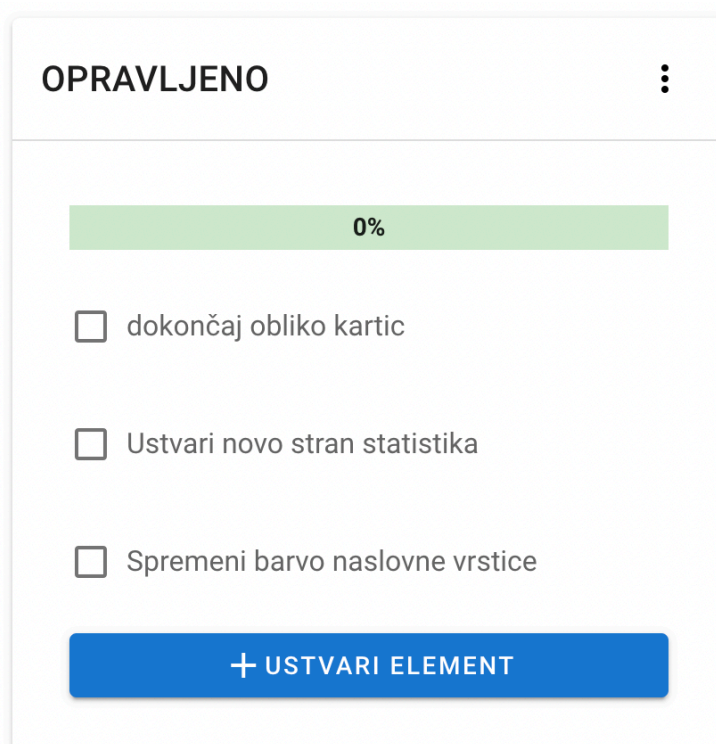 OPRAVLJENO
0%
dokončaj obliko kartic
Ustvari novo stran statistika
Spremeni barvo naslovne vrstice
+ USTVARI ELEMENT